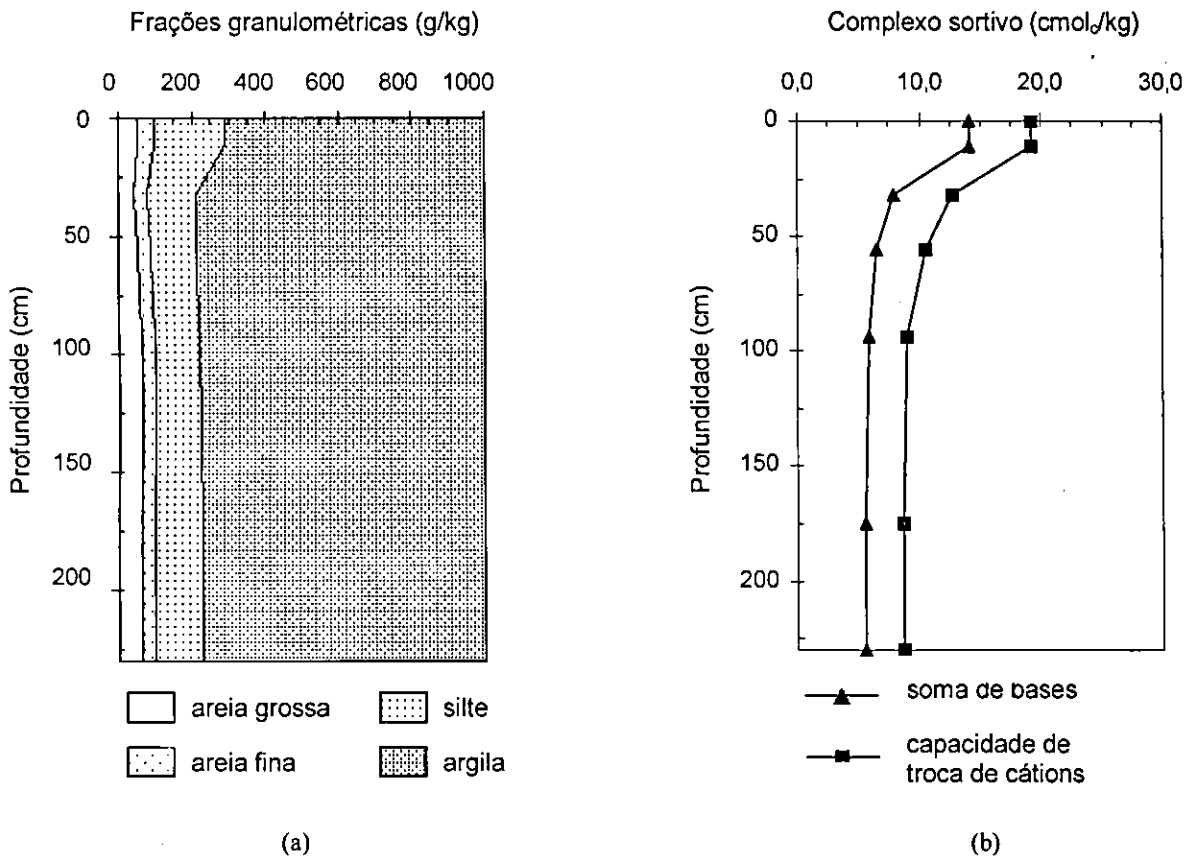 Frações granulométricas (g/kg)
0 200 400 600 800 1000
Profundidade (cm)
0
50
100
150
200
areia grossa
silte
areia fina
argila
(a)
Complexo sortivo (cmolc/kg)
0,0 10,0 20,0 30,0
Profundidade (cm)
0
50
100
150
200
soma de bases
capacidade de
troca de cátions
(b)